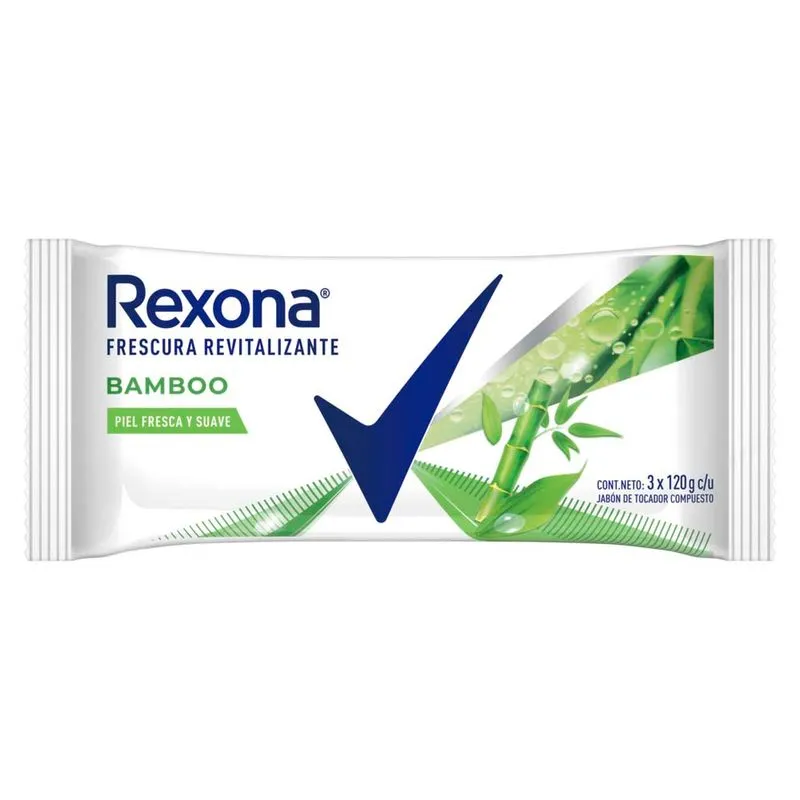 Rexona®
FRESCURA REVITALIZANTE
BAMBOO
PIEL FRESCA Y SUAVE
CONT.NETO: 3 x 120g c/u
JABÓN DE TOCADOR COMPUESTO